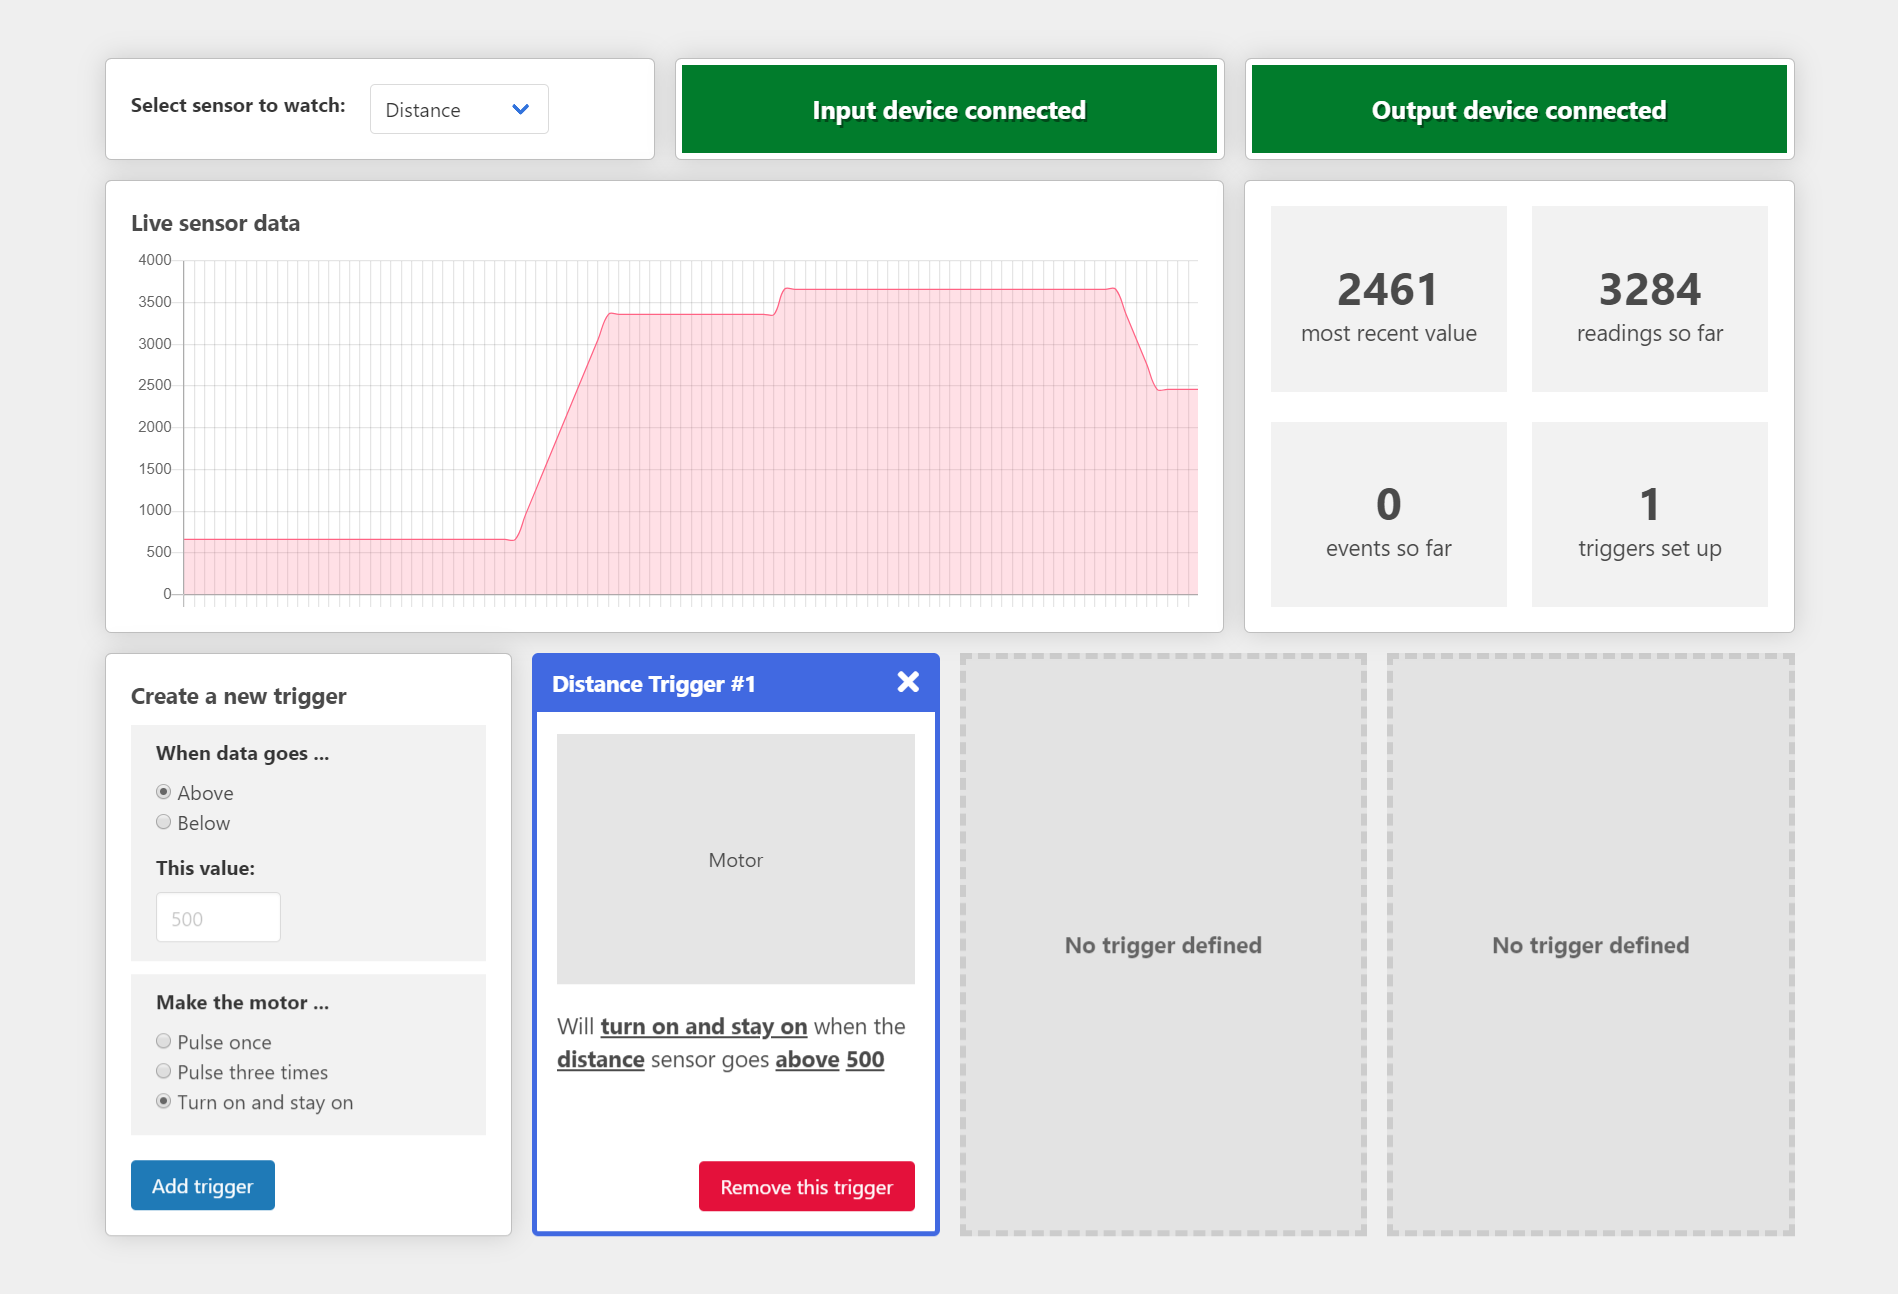 Select sensor to watch:
Distance
Input device connected
Output device connected
Live sensor data
4000
3500
3000
2500
2000
1500
1000
500
0
2461
most recent value
3284
readings so far
0
events so far
1
triggers set up
Create a new trigger
When data goes ...
Above
Below
This value:
500
Make the motor ...
Pulse once
Pulse three times
Turn on and stay on
Add trigger
Distance Trigger #1
Motor
Will turn on and stay on when the
distance sensor goes above 500
Remove this trigger
No trigger defined
No trigger defined